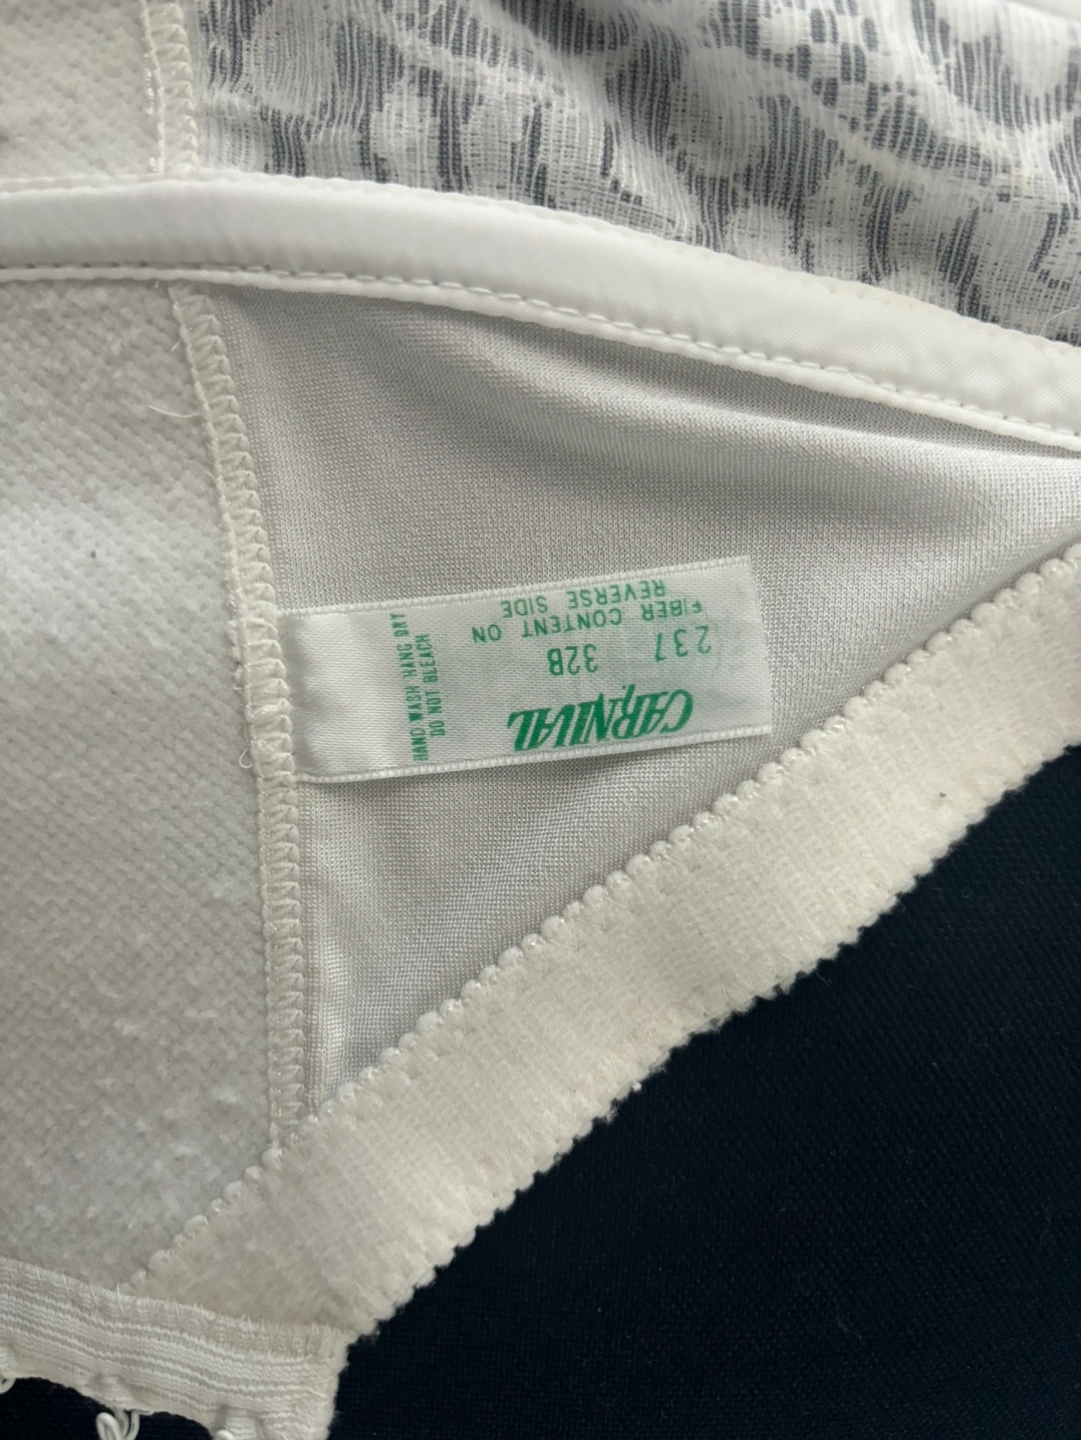 CARNIVAL
237 32B
FIBER CONTENT ON
REVERSE SIDE
HAND WASH HANG DRY
DO NOT BLEACH